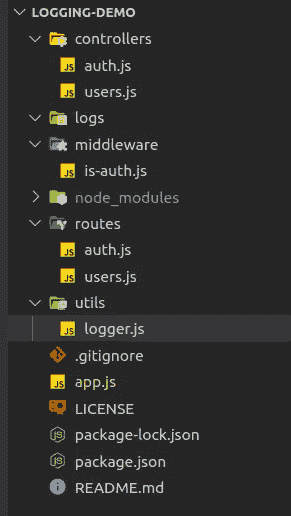 LOGGING-DEMO
controllers
JS auth.js
JS users.js
logs
middleware
JS is-auth.js
node_modules
routes
JS auth.js
JS users.js
utils
JS logger.js
.gitignore
JS app.js
LICENSE
JS package-lock.json
JS package.json
README.md